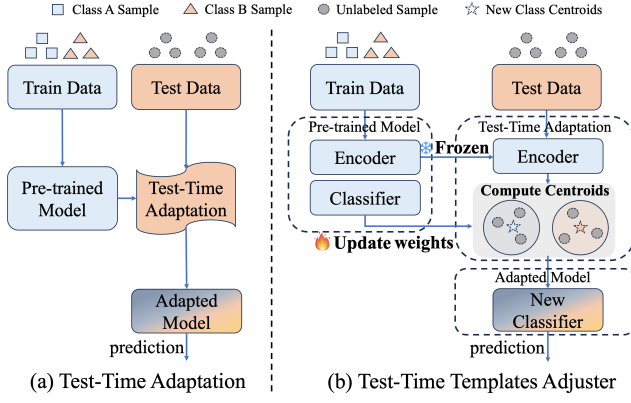 Class A Sample
Class B Sample
Unlabeled Sample
New Class Centroids
Train Data
Test Data
Pre-trained
Model
Test-Time
Adaptation
Adapted
Model
prediction
(a) Test-Time Adaptation
Train Data
Test Data
Pre-trained Model
Encoder
Classifier
Frozen
Update weights
Test-Time Adaptation
Encoder
Compute Centroids
Adapted Model
New
Classifier
prediction
(b) Test-Time Templates Adjuster